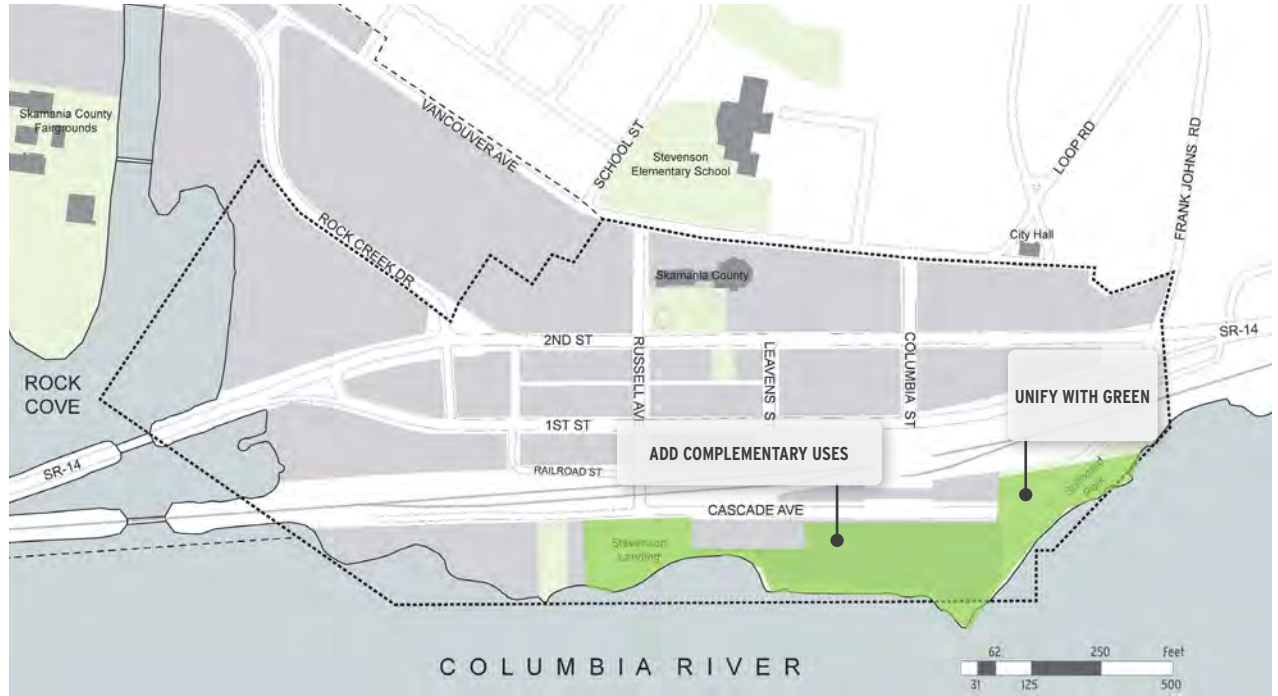 Skamania County
Fairgrounds
VANCOUVER AVE
SCHOOL ST
Stevenson
Elementary School
LOOP RD
FRANK JOHNS RD
City Hall
ROCK CREEK DR
Skamania County
2ND ST
RUSSELL AVE
LEAVENS S
COLUMBIA ST
SR-14
ROCK
COVE
UNIFY WITH GREEN
1ST ST
ADD COMPLEMENTARY USES
SR-14
RAILROAD ST
CASCADE AVE
Park
Stevenson
Landing
COLUMBIA RIVER
62 250 Feet
31 125 500